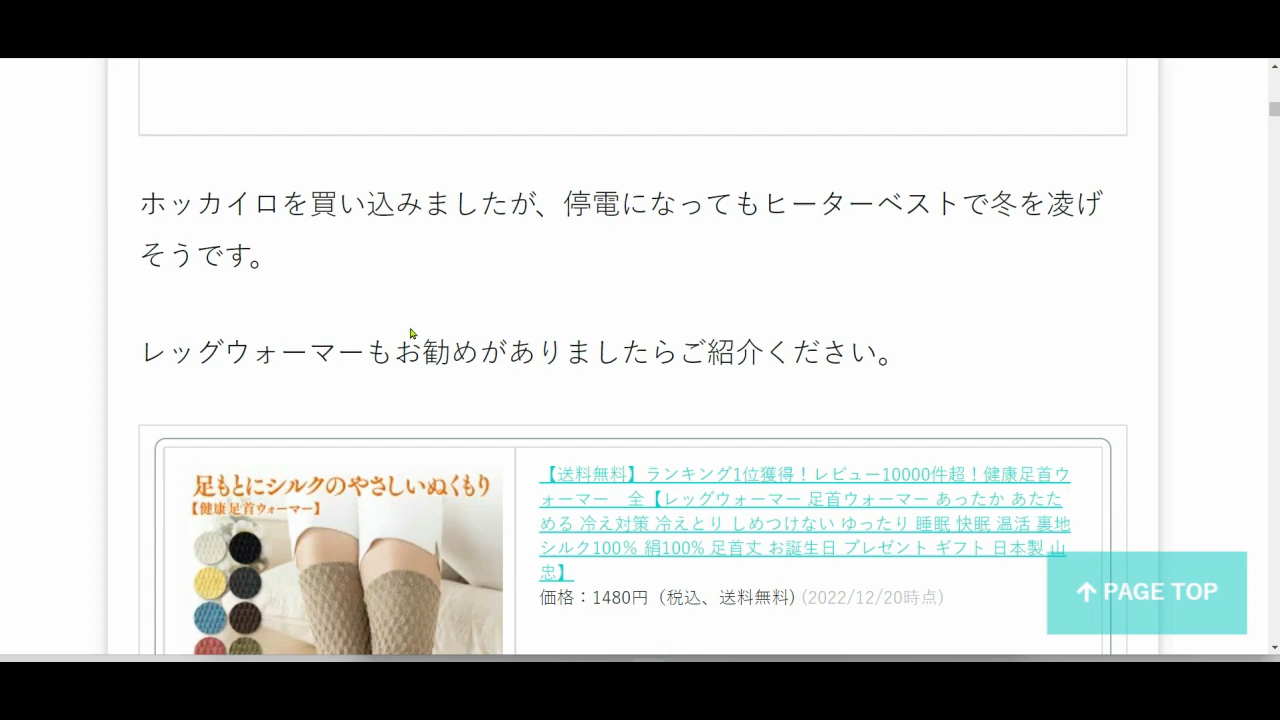 ホッカイロを買い込みましたが、停電になってもヒーターベストで冬を凌げ
そうです。
レッグウォーマーもお勧めがありましたらご紹介ください。
足もとにシルクのやさしいぬくもり
【健康足首ウォーマー】
【送料無料】ランキング1位獲得！レビュー10000件超！健康足首ウ
ォーマー　全【レッグウォーマー 足首ウォーマー あったか あたた
める 冷え対策 冷えとり しめつけない ゆったり 睡眠 快眠 温活 裏地
シルク100％ 絹100% 足首丈 お誕生日 プレゼント ギフト 日本製 山
忠】
価格：1480円（税込、送料無料) (2022/12/20時点)
↑ PAGE TOP